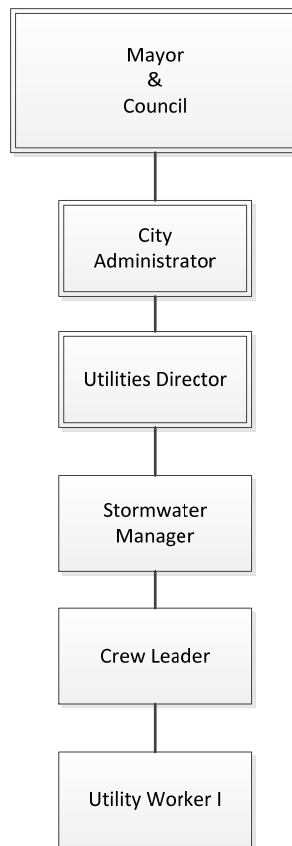 Mayor
&
Council
City
Administrator
Utilities Director
Stormwater
Manager
Crew Leader
Utility Worker I